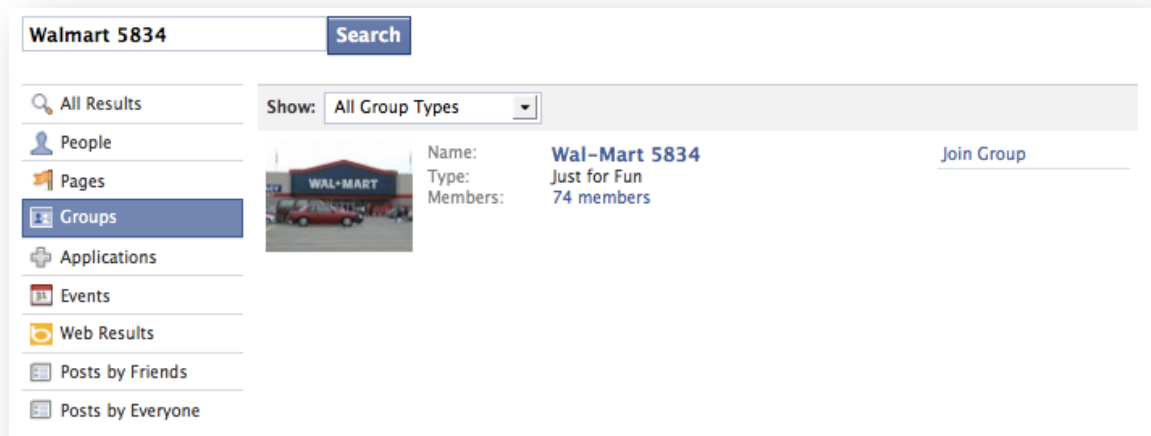 Walmart 5834
Search
All Results
People
Pages
Groups
Applications
Events
Web Results
Posts by Friends
Posts by Everyone
Show: All Group Types
WAL★MART
Name: Wal-Mart 5834
Type: Just for Fun
Members: 74 members
Join Group